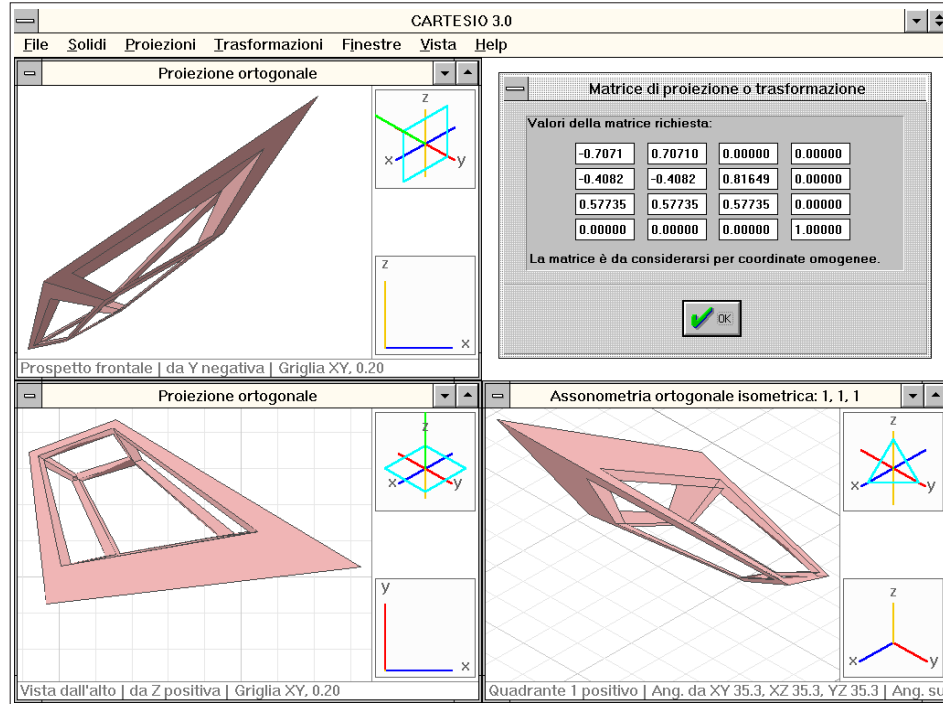 CARTESIO 3.0
File Solidi Proiezioni Trasformazioni Finestre Vista Help
Proiezione ortogonale
z
x y
z
x
Prospetto frontale | da Y negativa | Griglia XY, 0.20
Matrice di proiezione o trasformazione
Valori della matrice richiesta:
-0.7071 0.70710 0.00000 0.00000
-0.4082 -0.4082 0.81649 0.00000
0.57735 0.57735 0.57735 0.00000
0.00000 0.00000 0.00000 1.00000
La matrice è da considerarsi per coordinate omogenee.
OK
Proiezione ortogonale
z
x y
y
x
Vista dall'alto | da Z positiva | Griglia XY, 0.20
Assonometria ortogonale isometrica: 1, 1, 1
z
x y
z
x y
Quadrante 1 positivo | Ang. da XY 35.3, XZ 35.3, YZ 35.3 | Ang. su